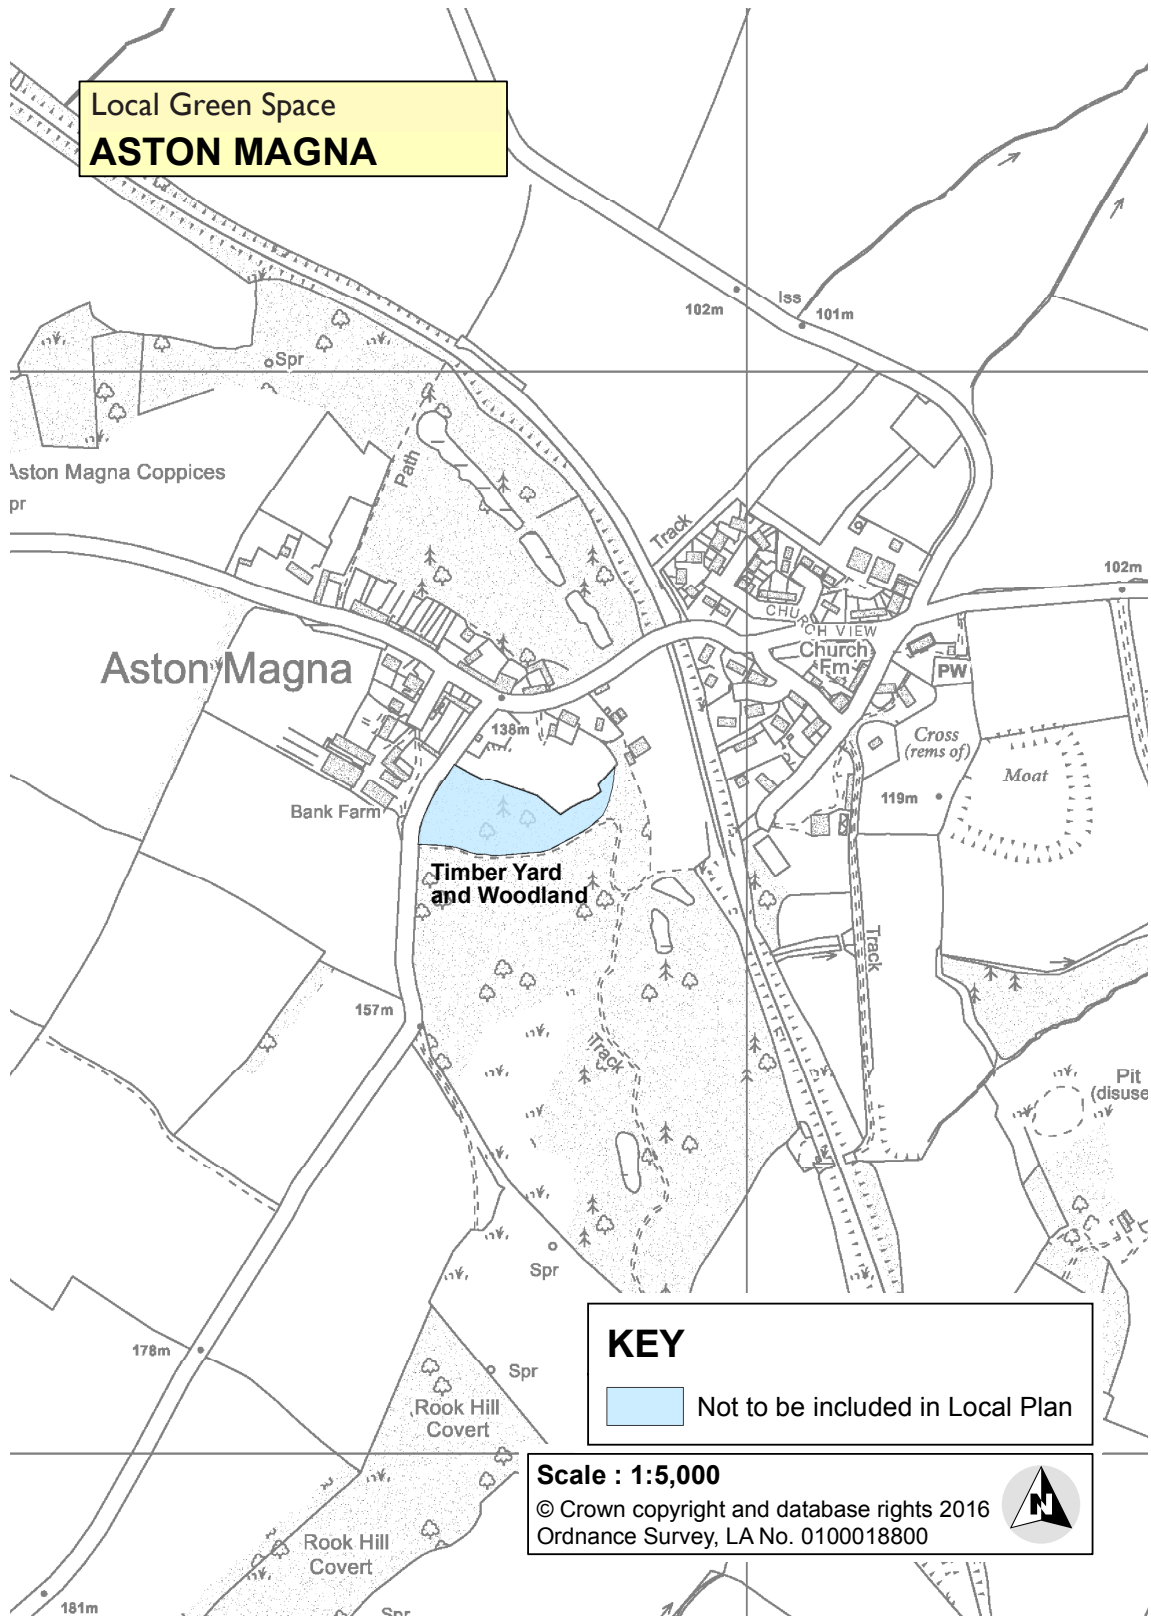 Local Green Space
ASTON MAGNA
Iss
102m
101m
Spr
Aston Magna Coppices
pr
Path
Track
102m
CHURCH VIEW
Church
Fm
PW
Aston Magna
138m
Cross
(rems of)
Moat
119m
Bank Farm
Timber Yard
and Woodland
Track
157m
Track
Pit
(disuse
Spr
178m
Spr
Rook Hill
Covert
KEY
Not to be included in Local Plan
Scale : 1:5,000
© Crown copyright and database rights 2016
Ordnance Survey, LA No. 0100018800
N
Rook Hill
Covert
181m
Spr